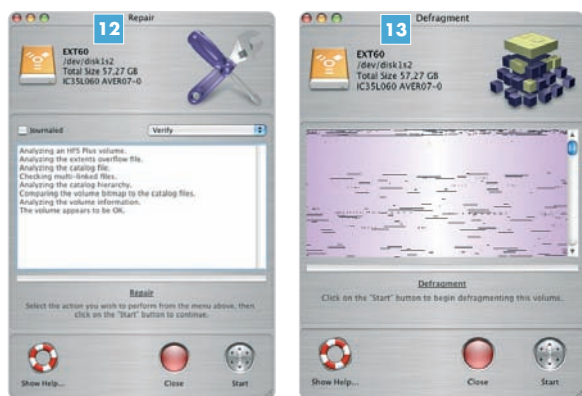 12
Repair
EXT60
/dev/disk1s2
Total Size 57,27 GB
IC35L060 AVER07-0
Journaled
Verify
Analyzing an HFS Plus volume.
Analyzing the extents overflow file.
Analyzing the catalog file.
Checking multi-linked files.
Analyzing the catalog hierarchy.
Comparing the volume bitmap to the catalog files.
Analyzing the volume information.
The volume appears to be OK.
Repair
Select the action you wish to perform from the menu above, then
click on the "Start" button to continue.
Show Help...
Close
Start
13
Defragment
EXT60
/dev/disk1s2
Total Size 57,27 GB
IC35L060 AVER07-0
Defragment
Click on the "Start" button to begin defragmenting this volume.
Show Help...
Close
Start